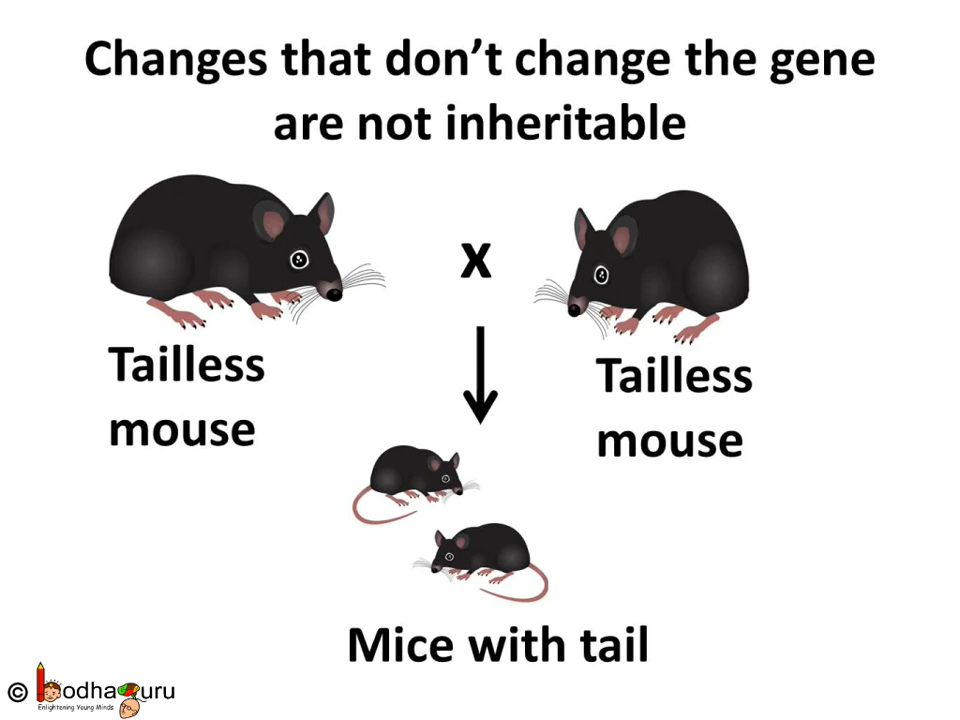 Changes that don't change the gene
are not inheritable
x
Tailless
mouse
Tailless
mouse
Mice with tail
© BodhaGuru
Enlightening Young Minds